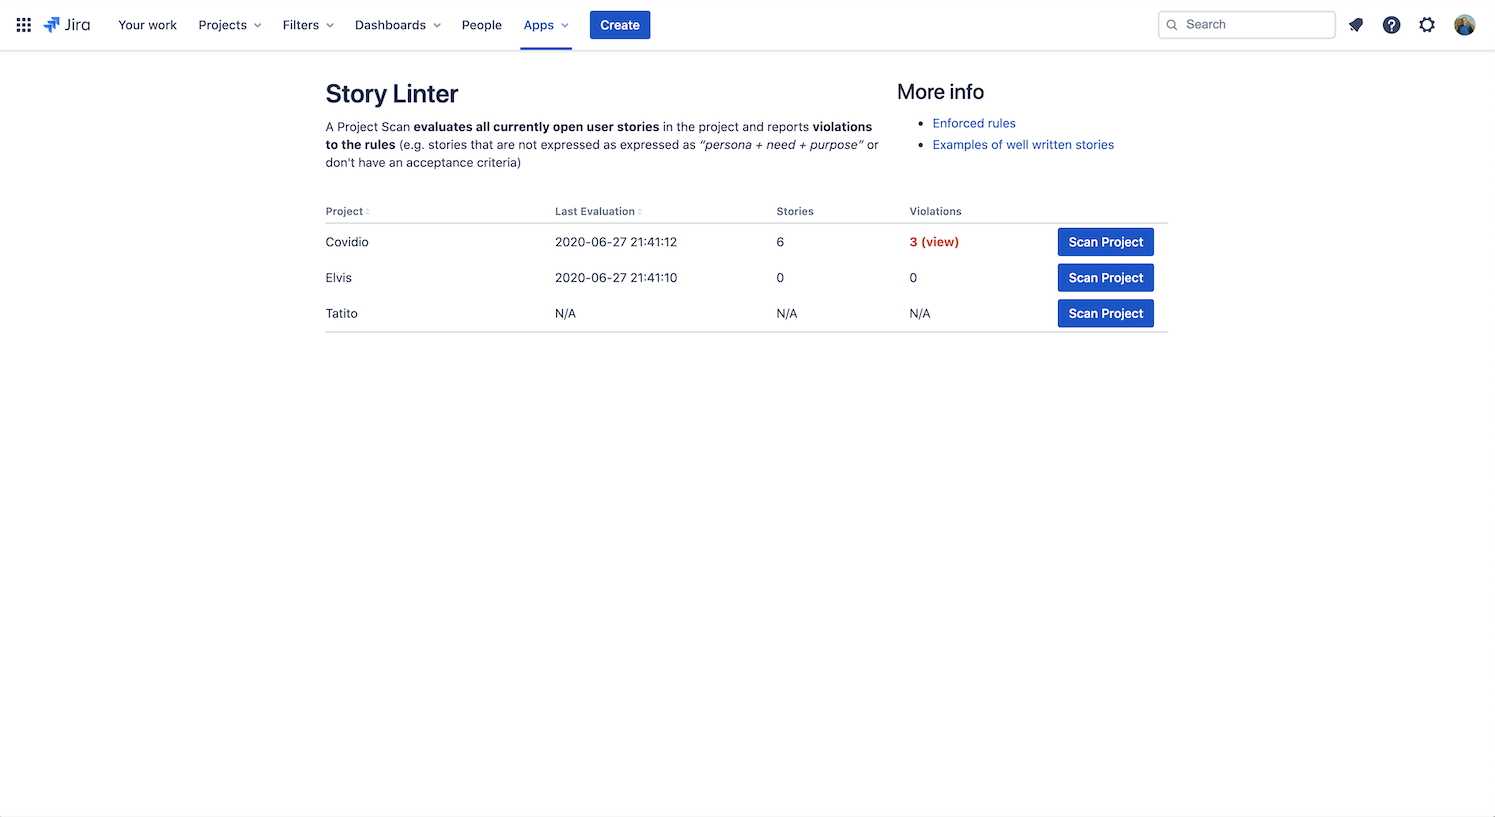 Jira Your work Projects Filters Dashboards People Apps Create Search
Story Linter
A Project Scan evaluates all currently open user stories in the project and reports violations
to the rules (e.g. stories that are not expressed as expressed as “persona + need + purpose” or
don't have an acceptance criteria)
More info
Enforced rules
Examples of well written stories
Project Last Evaluation Stories Violations
Covidio 2020-06-27 21:41:12 6 3 (view) Scan Project
Elvis 2020-06-27 21:41:10 0 0 Scan Project
Tatito N/A N/A N/A Scan Project